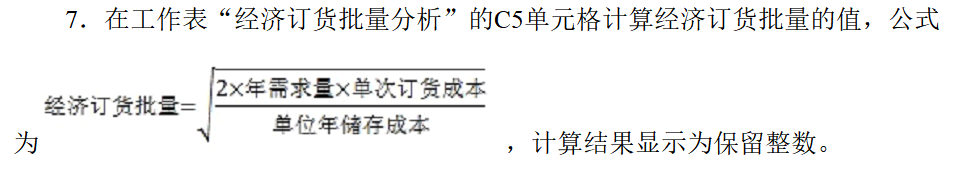 7．在工作表“经济订货批量分析”的C5单元格计算经济订货批量的值，公式
为经济订货批量=√(2×年需求量×单次订货成本/单位年储存成本)，计算结果显示为保留整数。